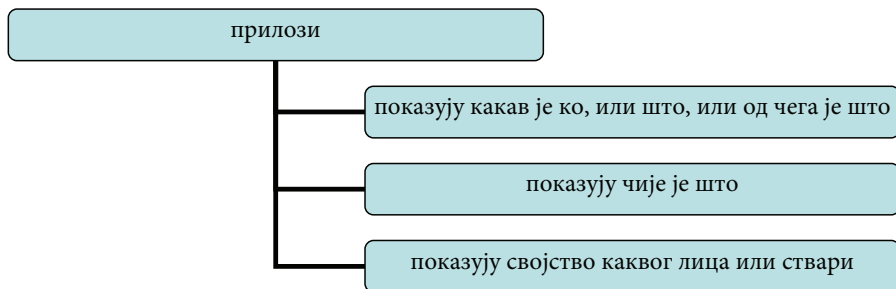 прилози
показују какав је ко, или што, или од чега је што
показују чије је што
показују својство каквог лица или ствари